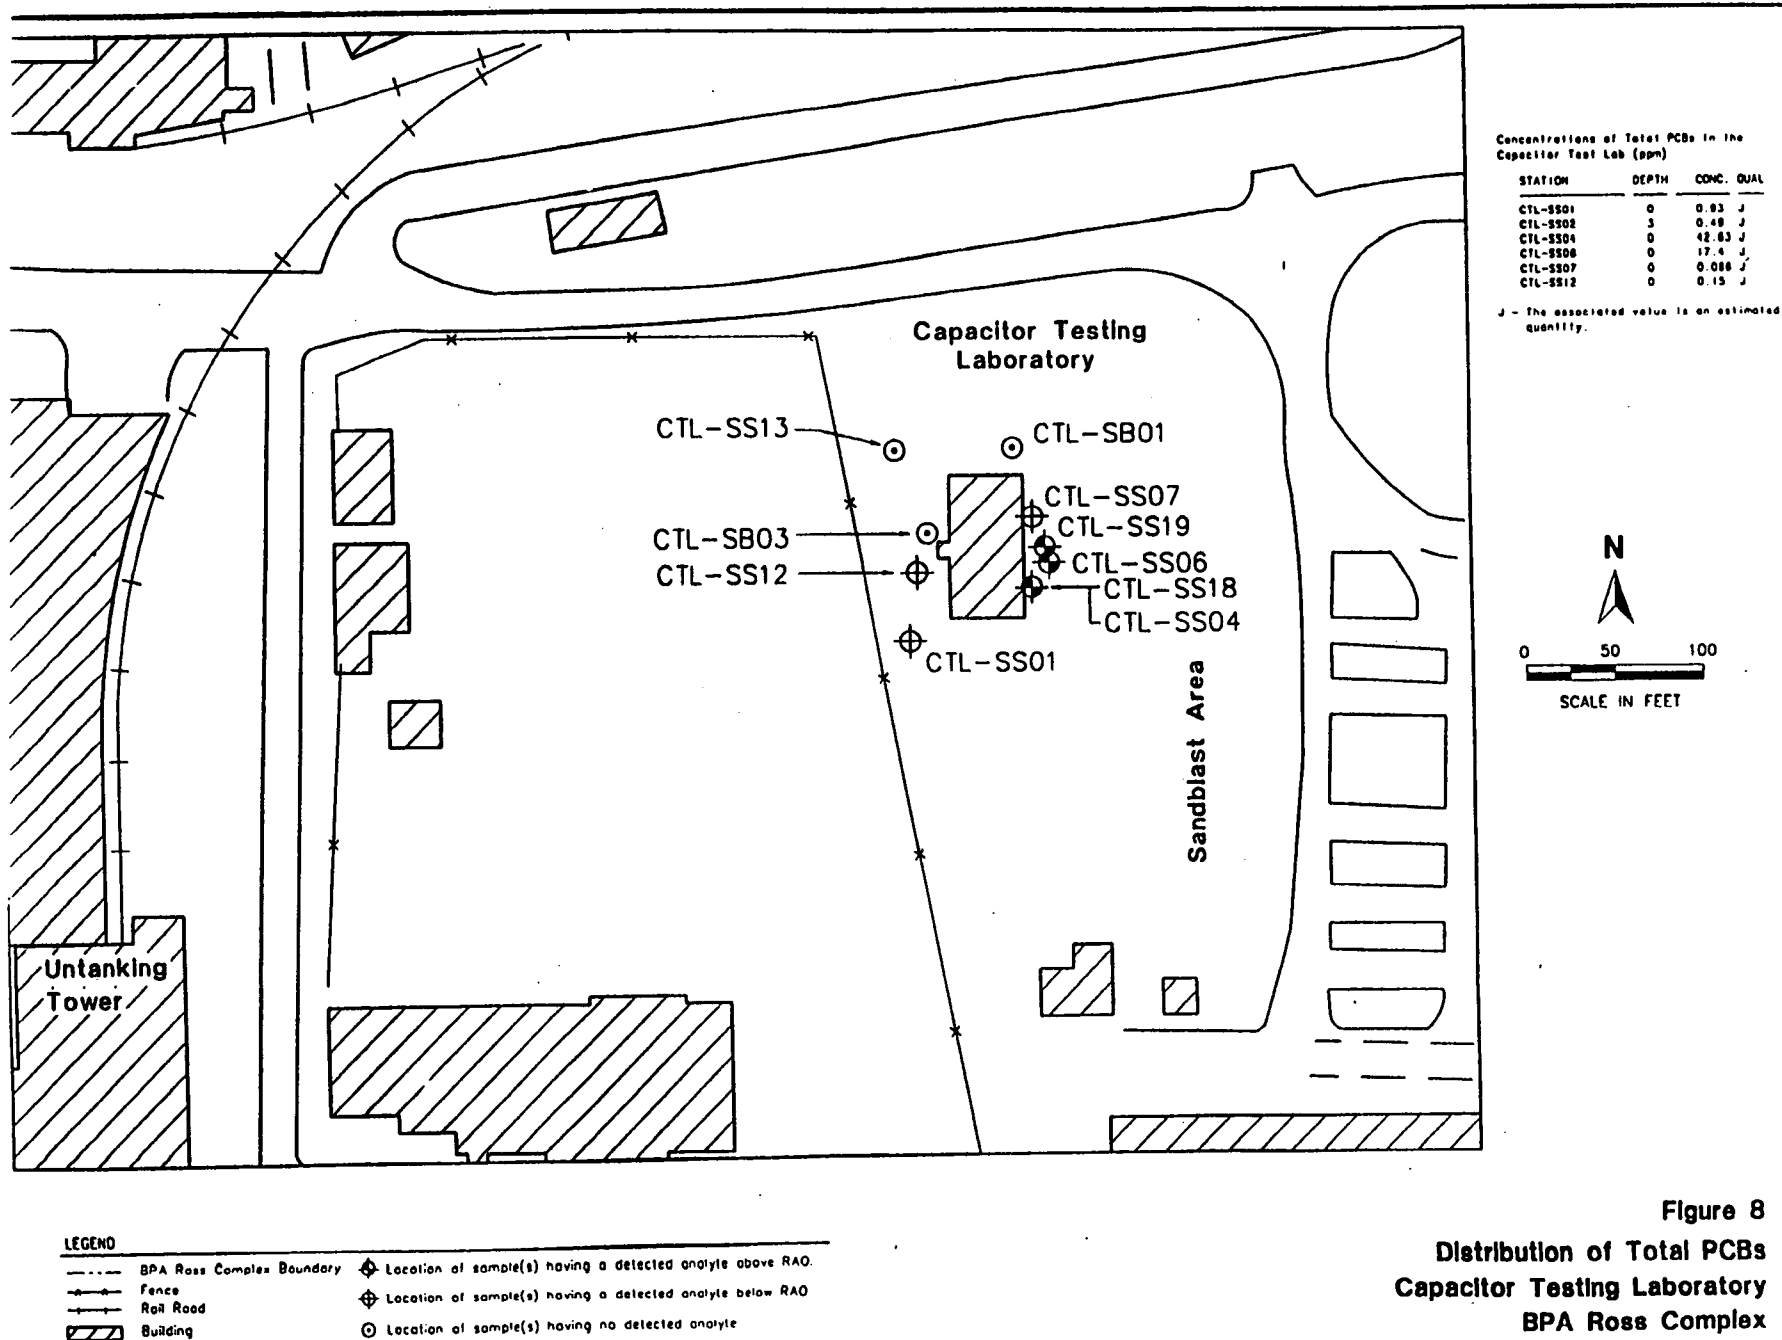 Concentrations of Total PCBs in the
Capacitor Test Lab (ppm)
STATION DEPTH CONC. QUAL
CTL-SS01 0 0.93 J
CTL-SS02 3 0.48 J
CTL-SS04 0 42.63 J
CTL-SS06 0 17.4 J
CTL-SS07 0 J
CTL-SS12 0 0.15 J
J - The associated value is an estimated
quantity.
Capacitor Testing
Laboratory
CTL-SS13
CTL-SB01
CTL-SS07
CTL-SS19
CTL-SB03
CTL-SS06
CTL-SS12
CTL-SS18
CTL-SS04
CTL-SS01
Sandblast Area
N
0 50 100
SCALE IN FEET
Untanking
Tower
Figure 8
Distribution of Total PCBs
Capacitor Testing Laboratory
BPA Ross Complex
LEGEND
BPA Ross Complex Boundary
Fence
Rail Road
Building
Location of sample(s) having a detected analyte above RAO.
Location of sample(s) having a detected analyte below RAO
Location of sample(s) having no detected analyte